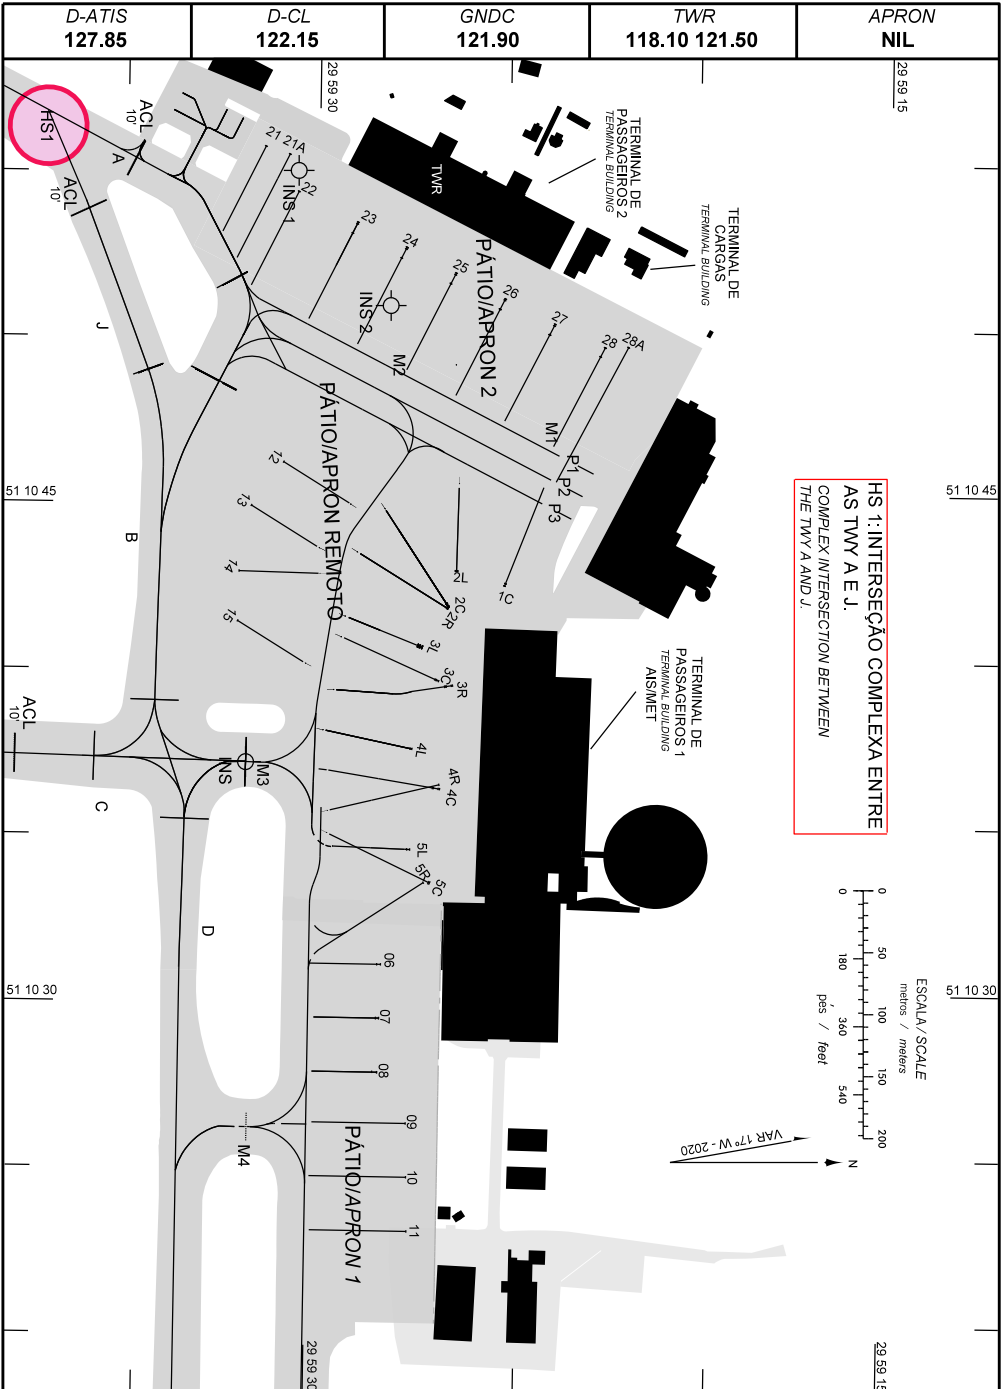 D-ATIS
127.85
D-CL
122.15
GNDC
121.90
TWR
118.10 121.50
APRON
NIL
29 59 30
29 59 15
HS1
ACL
10'
A
ACL
10'
J
21
21A
INS 1
22
23
24
INS 2
25
26
27
28
28A
TWR
TERMINAL DE
PASSAGEIROS 2
TERMINAL BUILDING
TERMINAL DE
CARGAS
TERMINAL BUILDING
PÁTIO/APRON 2
M2
M1
P1
P2
P3
PÁTIO/APRON REMOTO
12
13
14
15
51 10 45
51 10 45
B
2L
2C
2R
1C
3L
3C
3R
4L
4R
4C
5L
5R
5C
HS 1: INTERSEÇÃO COMPLEXA ENTRE
AS TWY A E J.
COMPLEX INTERSECTION BETWEEN
THE TWY A AND J.
TERMINAL DE
PASSAGEIROS 1
TERMINAL BUILDING
AIS/MET
ACL
10'
C
INS
M3
D
06
07
08
09
10
11
51 10 30
51 10 30
ESCALA / SCALE
metros / meters
0
50
100
150
200
0
180
360
540
pés / feet
VAR 17° W - 2020
N
M4
PÁTIO/APRON 1
29 59 30
29 59 15